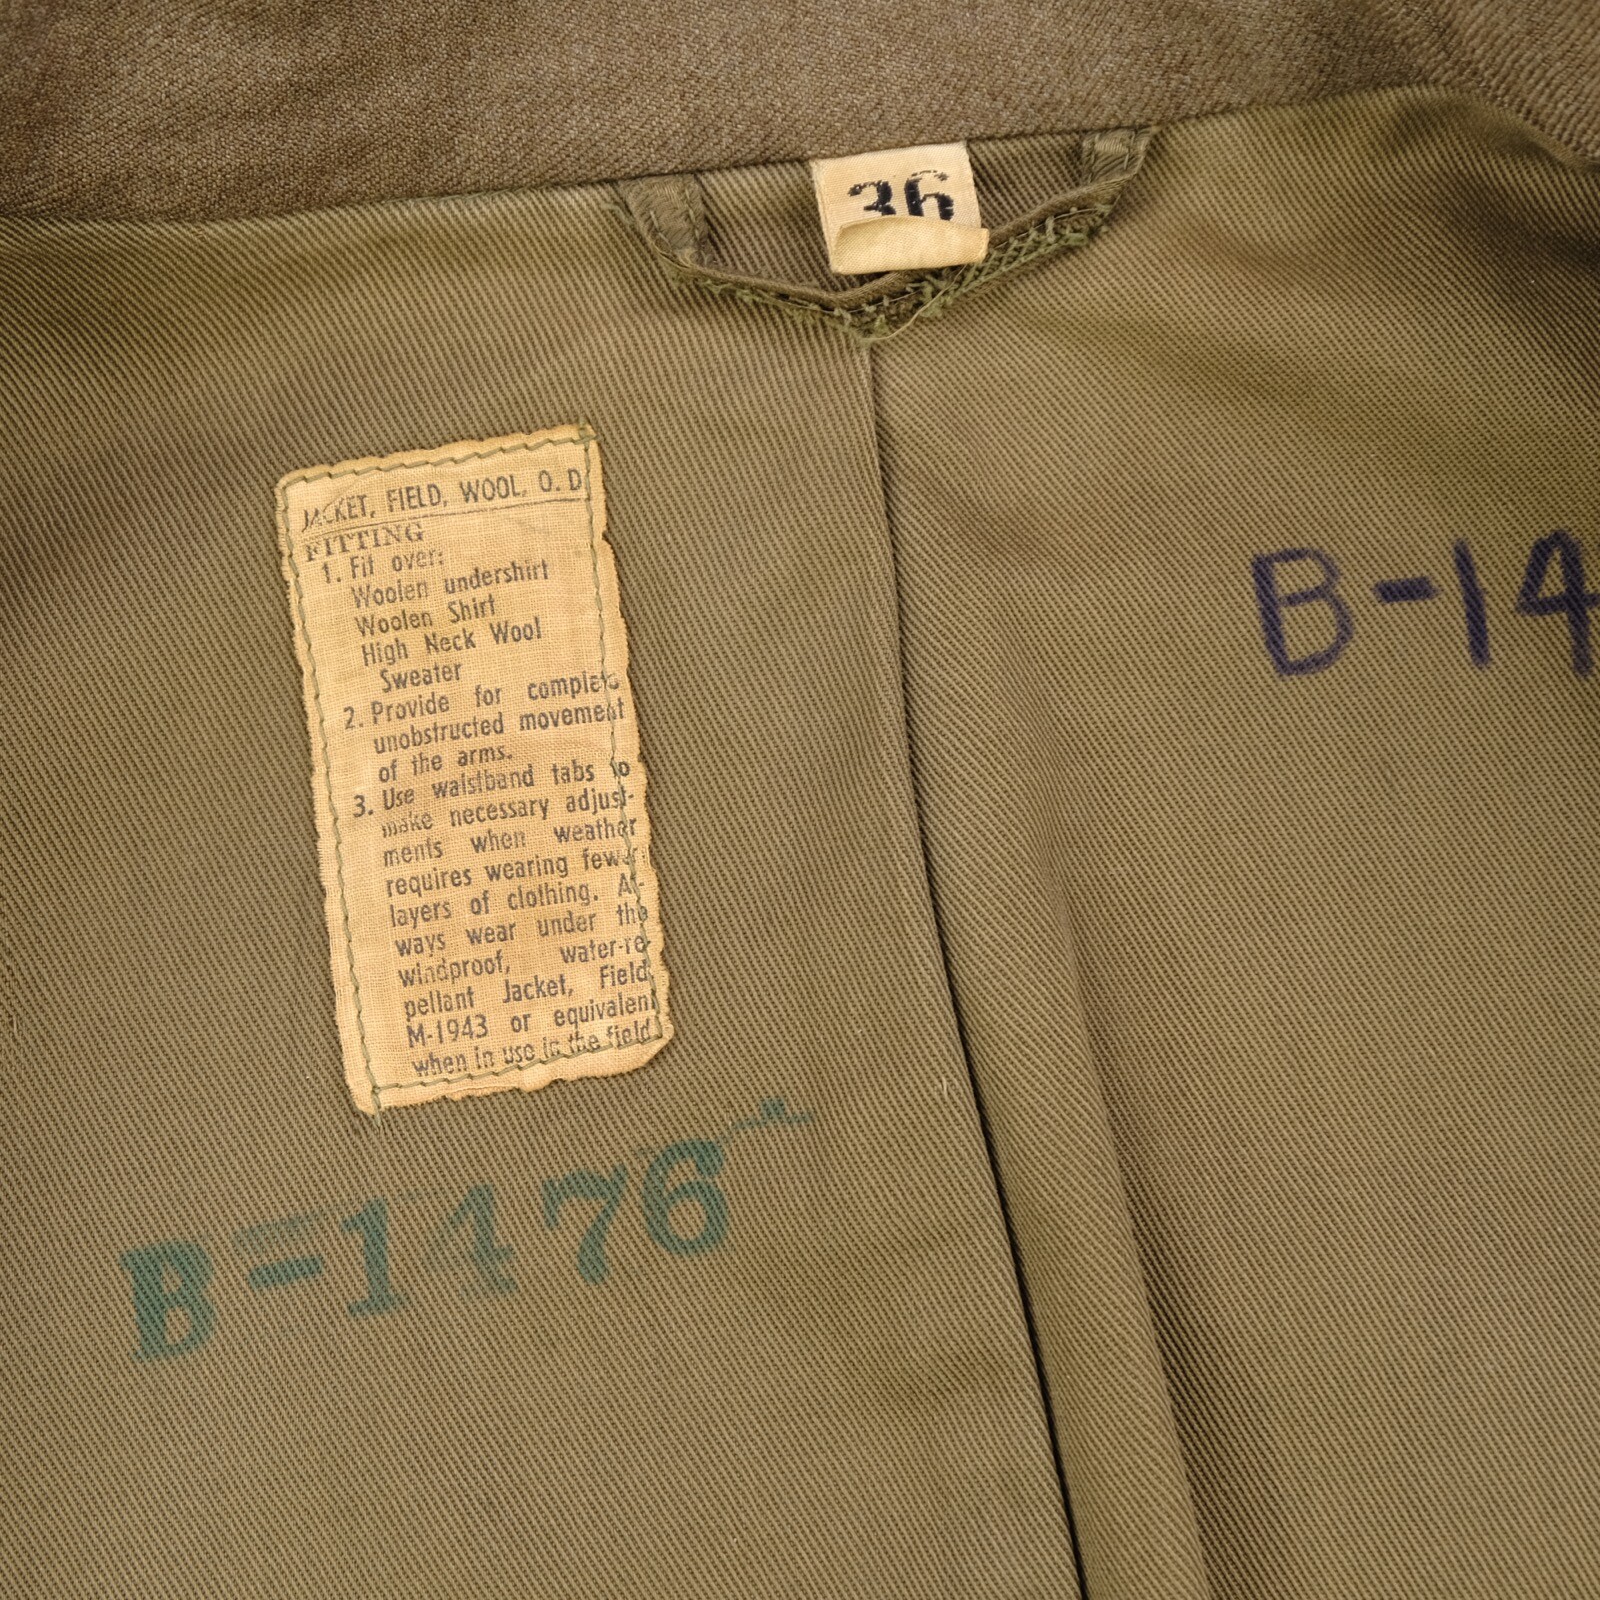 36
JACKET, FIELD, WOOL, O. D.
FITTING
1. Fit over:
Woolen undershirt
Woolen Shirt
High Neck Wool
Sweater
2. Provide for complete
unobstructed movement
of the arms.
3. Use waistband tabs to
make necessary adjust-
ments when weather
requires wearing fewer
layers of clothing. Al-
ways wear under the
windproof, water-re-
pellant Jacket, Field
M-1943 or equivalent
when in use in the field
B-14
B-1476